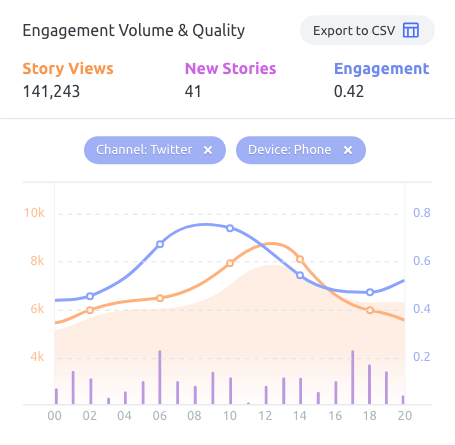 Engagement Volume & Quality
Export to CSV
Story Views New Stories Engagement
141,243 41 0.42
Channel: Twitter ✕ Device: Phone ✕
10k 0.8
8k 0.6
6k 0.4
4k 0.2
00 02 04 06 08 10 12 14 16 18 20